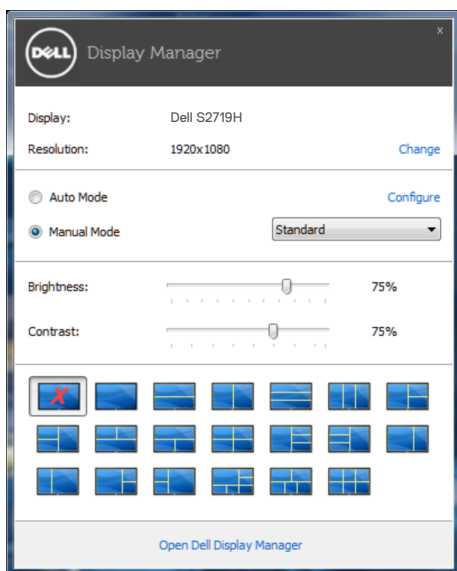 DELL Display Manager x
Display: Dell S2719H
Resolution: 1920x1080 Change
Auto Mode Configure
Manual Mode Standard
Brightness: 75%
Contrast: 75%
X
Open Dell Display Manager